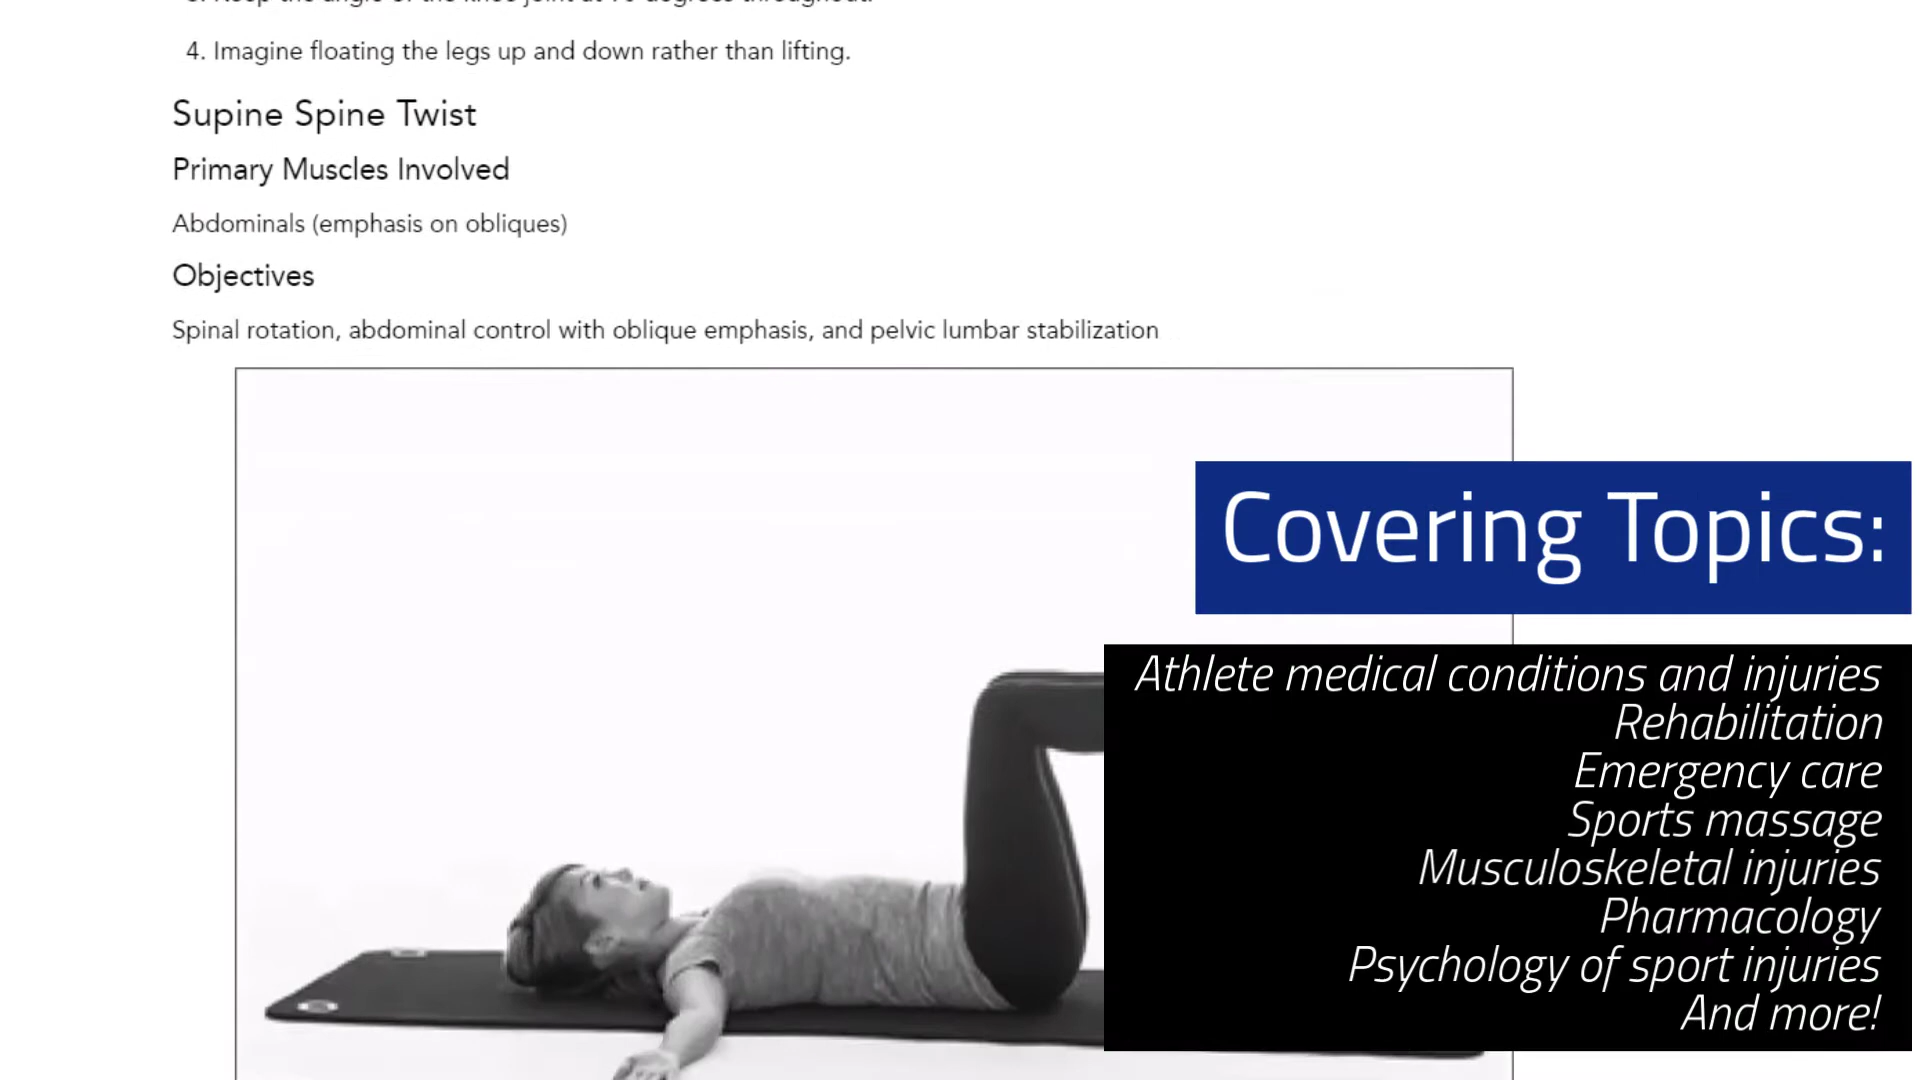 4. Imagine floating the legs up and down rather than lifting.
Supine Spine Twist
Primary Muscles Involved
Abdominals (emphasis on obliques)
Objectives
Spinal rotation, abdominal control with oblique emphasis, and pelvic lumbar stabilization
Covering Topics:
Athlete medical conditions and injuries
Rehabilitation
Emergency care
Sports massage
Musculoskeletal injuries
Pharmacology
Psychology of sport injuries
And more!